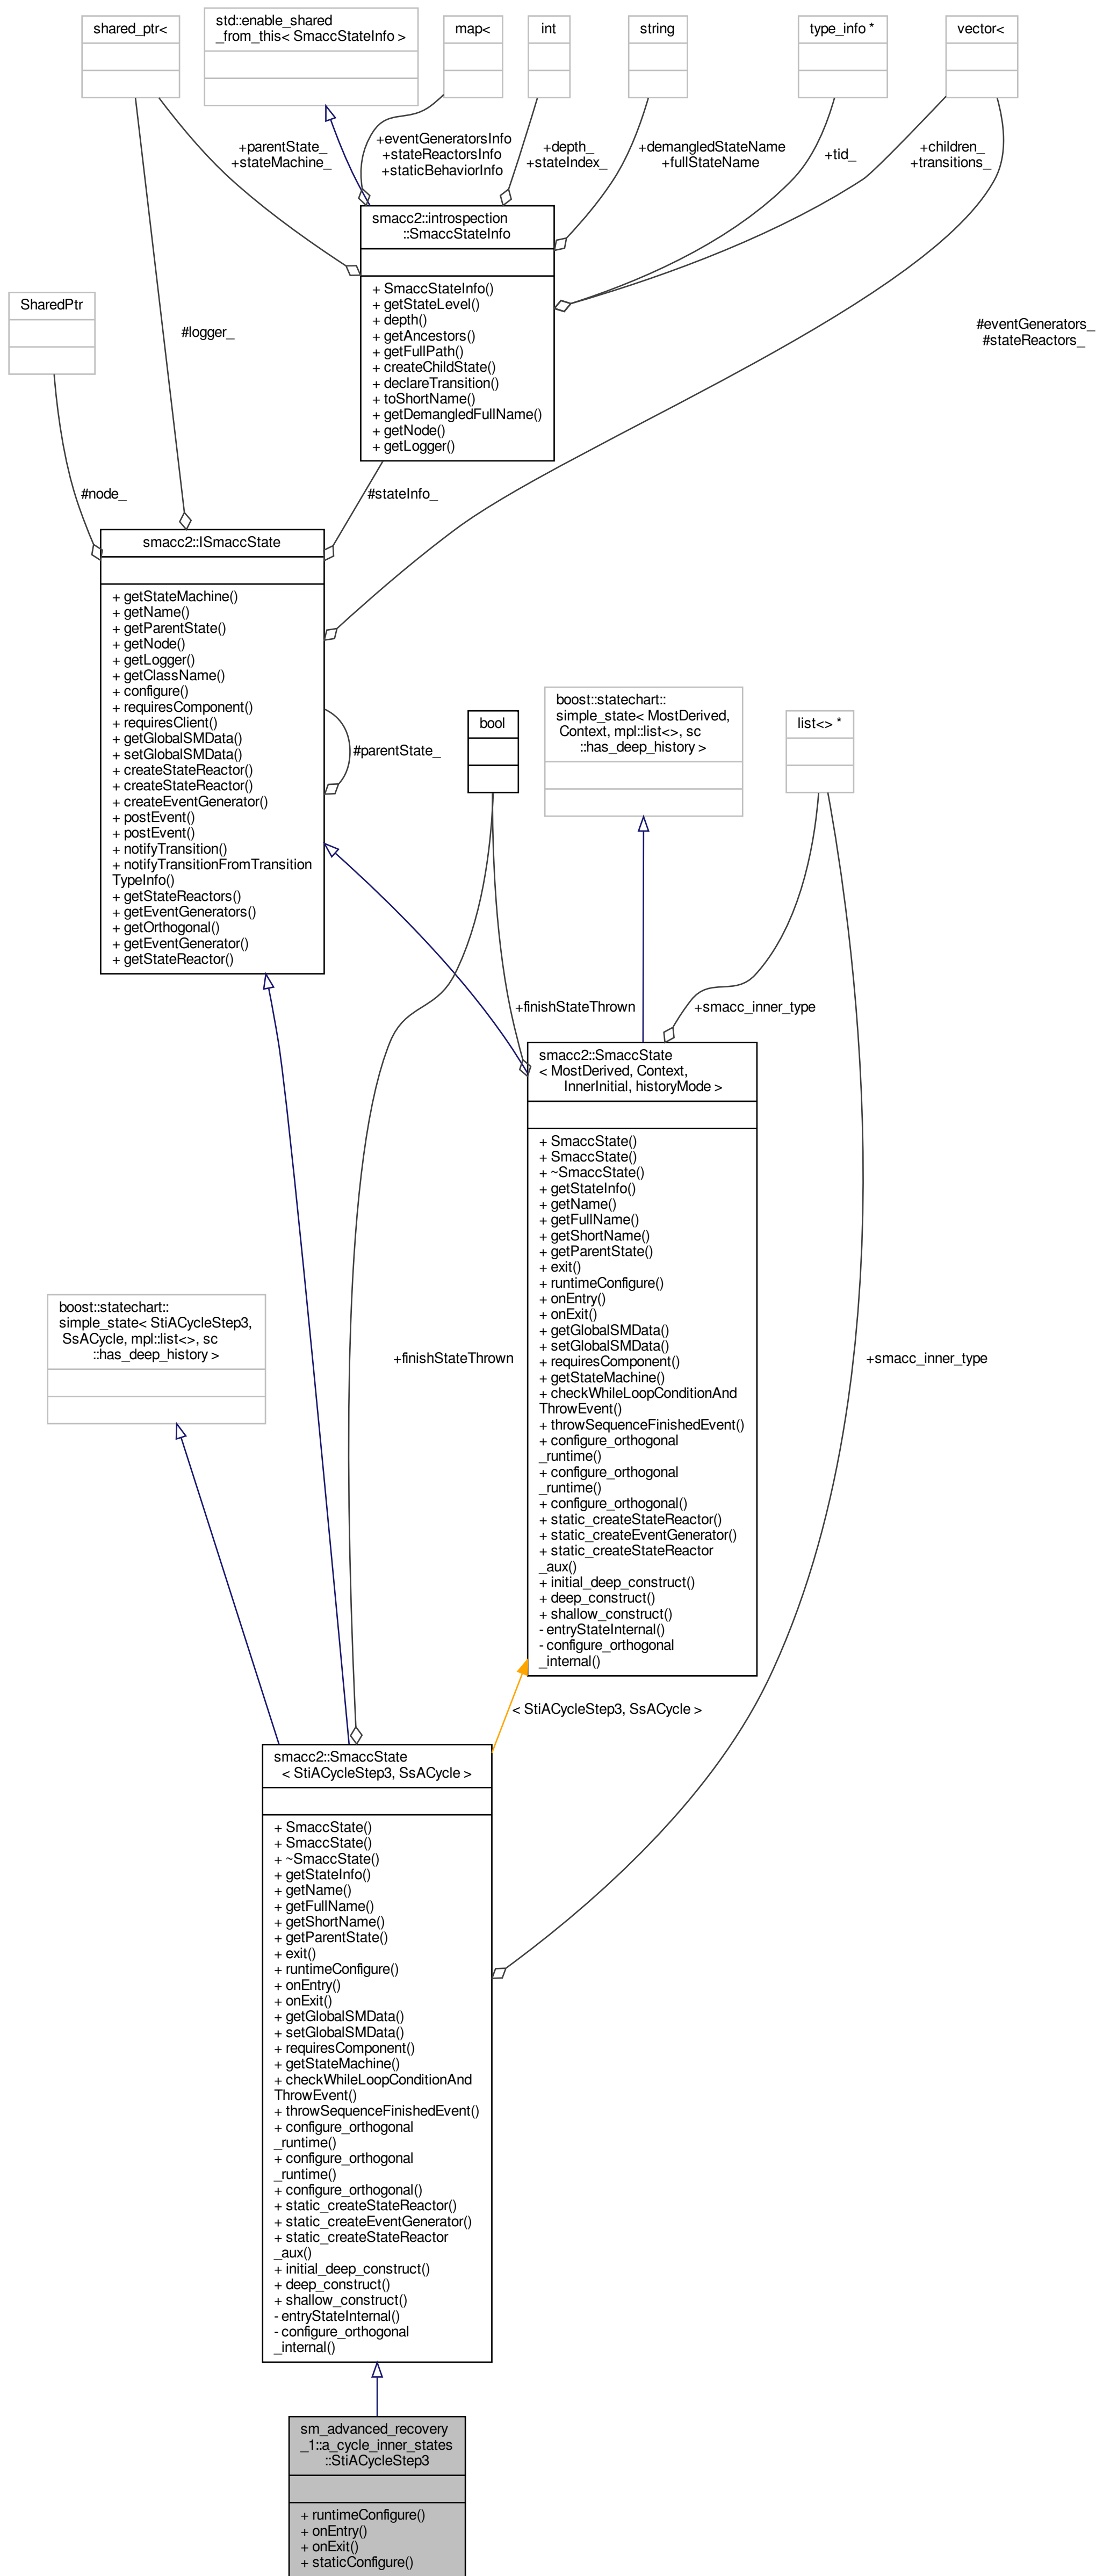 shared_ptr<
std::enable_shared
_from_this< SmaccStateInfo >
map<
int
string
type_info *
vector<
+parentState_
+stateMachine_
+eventGeneratorsInfo
+stateReactorsInfo
+staticBehaviorInfo
+depth_
+stateIndex_
+demangledStateName
+fullStateName
+tid_
+children_
+transitions_
smacc2::introspection
::SmaccStateInfo
+ SmaccStateInfo()
+ getStateLevel()
+ depth()
+ getAncestors()
+ getFullPath()
+ createChildState()
+ declareTransition()
+ toShortName()
+ getDemangledFullName()
+ getNode()
+ getLogger()
SharedPtr
#logger_
#eventGenerators_
#stateReactors_
#node_
#stateInfo_
smacc2::ISmaccState
+ getStateMachine()
+ getName()
+ getParentState()
+ getNode()
+ getLogger()
+ getClassName()
+ configure()
+ requiresComponent()
+ requiresClient()
+ getGlobalSMData()
+ setGlobalSMData()
+ createStateReactor()
+ createStateReactor()
+ createEventGenerator()
+ postEvent()
+ postEvent()
+ notifyTransition()
+ notifyTransitionFromTransition
TypeInfo()
+ getStateReactors()
+ getEventGenerators()
+ getOrthogonal()
+ getEventGenerator()
+ getStateReactor()
#parentState_
bool
boost::statechart::
simple_state< MostDerived,
Context, mpl::list<>, sc
::has_deep_history >
list<> *
+finishStateThrown
+smacc_inner_type
smacc2::SmaccState
< MostDerived, Context,
InnerInitial, historyMode >
+ SmaccState()
+ SmaccState()
+ ~SmaccState()
+ getStateInfo()
+ getName()
+ getFullName()
+ getShortName()
+ getParentState()
+ exit()
+ runtimeConfigure()
+ onEntry()
+ onExit()
+ getGlobalSMData()
+ setGlobalSMData()
+ requiresComponent()
+ getStateMachine()
+ checkWhileLoopConditionAnd
ThrowEvent()
+ throwSequenceFinishedEvent()
+ configure_orthogonal
_runtime()
+ configure_orthogonal
_runtime()
+ configure_orthogonal()
+ static_createStateReactor()
+ static_createEventGenerator()
+ static_createStateReactor
_aux()
+ initial_deep_construct()
+ deep_construct()
+ shallow_construct()
- entryStateInternal()
- configure_orthogonal
_internal()
boost::statechart::
simple_state< StiACycleStep3,
SsACycle, mpl::list<>, sc
::has_deep_history >
+finishStateThrown
+smacc_inner_type
< StiACycleStep3, SsACycle >
smacc2::SmaccState
< StiACycleStep3, SsACycle >
+ SmaccState()
+ SmaccState()
+ ~SmaccState()
+ getStateInfo()
+ getName()
+ getFullName()
+ getShortName()
+ getParentState()
+ exit()
+ runtimeConfigure()
+ onEntry()
+ onExit()
+ getGlobalSMData()
+ setGlobalSMData()
+ requiresComponent()
+ getStateMachine()
+ checkWhileLoopConditionAnd
ThrowEvent()
+ throwSequenceFinishedEvent()
+ configure_orthogonal
_runtime()
+ configure_orthogonal
_runtime()
+ configure_orthogonal()
+ static_createStateReactor()
+ static_createEventGenerator()
+ static_createStateReactor
_aux()
+ initial_deep_construct()
+ deep_construct()
+ shallow_construct()
- entryStateInternal()
- configure_orthogonal
_internal()
sm_advanced_recovery
_1::a_cycle_inner_states
::StiACycleStep3
+ runtimeConfigure()
+ onEntry()
+ onExit()
+ staticConfigure()